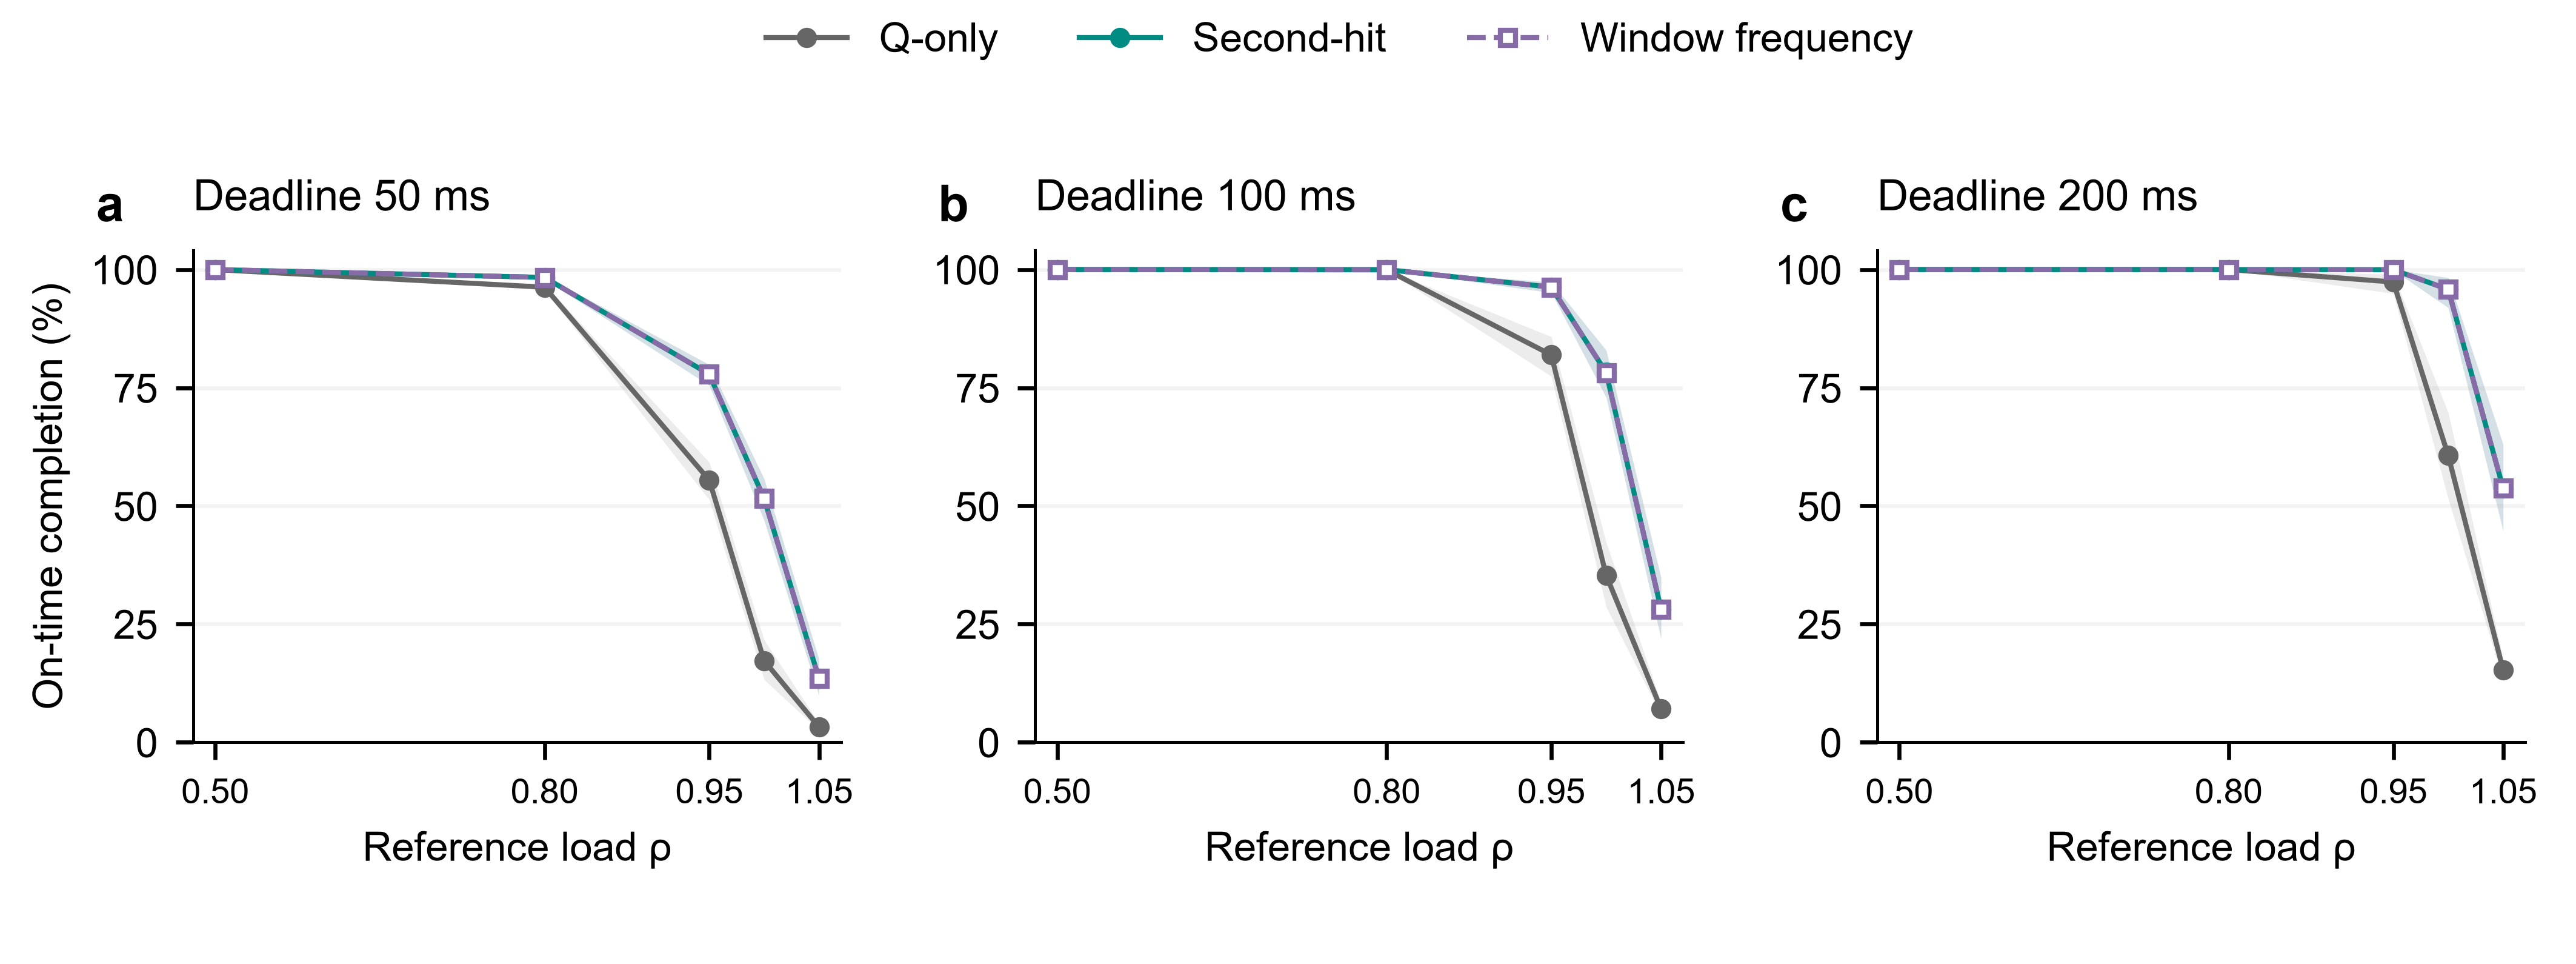 Q-only Second-hit Window frequency
a Deadline 50 ms
b Deadline 100 ms
c Deadline 200 ms
On-time completion (%)
100
75
50
25
0
0.50 0.80 0.95 1.05
Reference load ρ
100
75
50
25
0
0.50 0.80 0.95 1.05
Reference load ρ
100
75
50
25
0
0.50 0.80 0.95 1.05
Reference load ρ